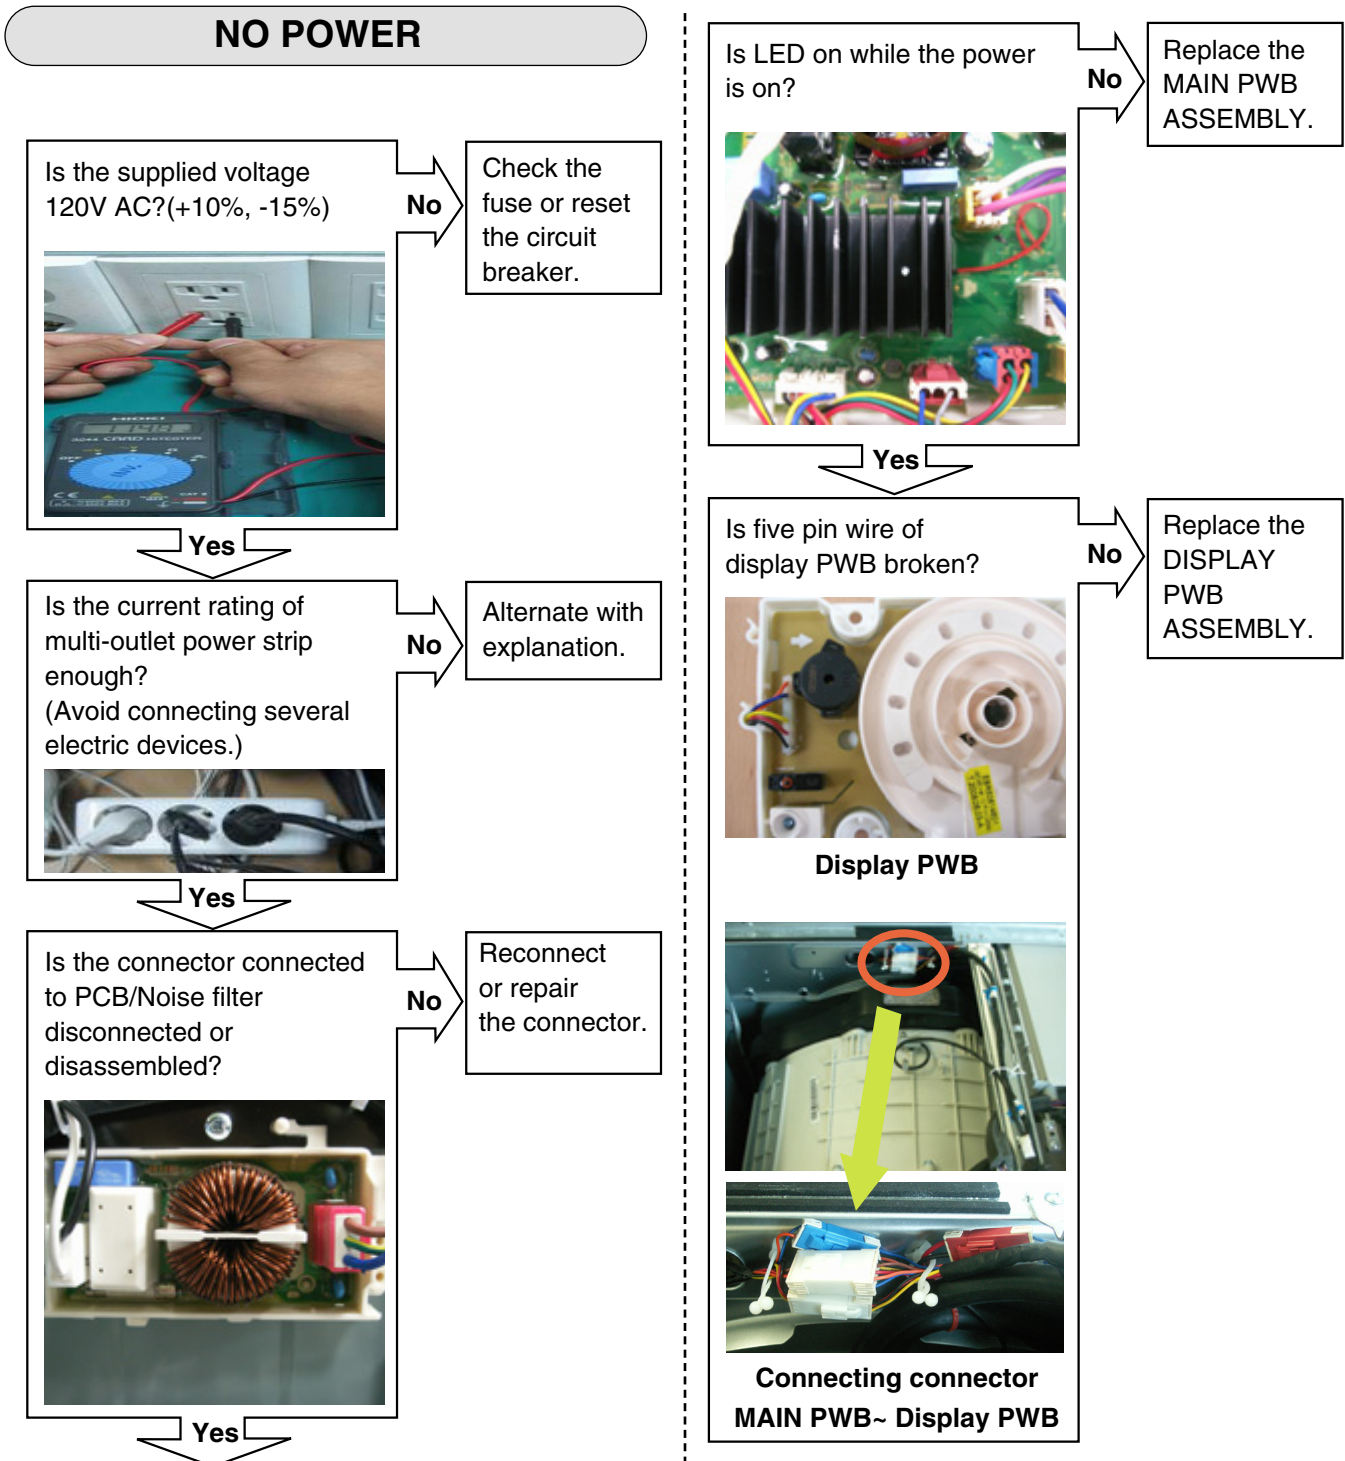 NO POWER
Is the supplied voltage
120V AC?(+10%, -15%)
No
Check the
fuse or reset
the circuit
breaker.
HIOKI
3244 CARD HITESTER
OFF
Yes
Is the current rating of
multi-outlet power strip
enough?
(Avoid connecting several
electric devices.)
No
Alternate with
explanation.
Yes
Is the connector connected
to PCB/Noise filter
disconnected or
disassembled?
No
Reconnect
or repair
the connector.
Yes
Is LED on while the power
is on?
No
Replace the
MAIN PWB
ASSEMBLY.
Yes
Is five pin wire of
display PWB broken?
No
Replace the
DISPLAY
PWB
ASSEMBLY.
Display PWB
Connecting connector
MAIN PWB~ Display PWB